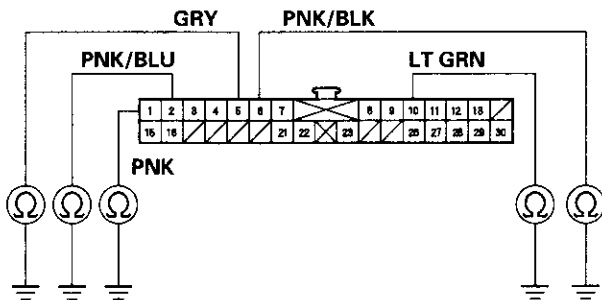 GRY PNK/BLK
PNK/BLU LT GRN
1 2 3 4 5 6 7 8 9 10 11 12 13
15 16 21 22 23 26 27 28 29 30
PNK
Ω Ω Ω Ω Ω